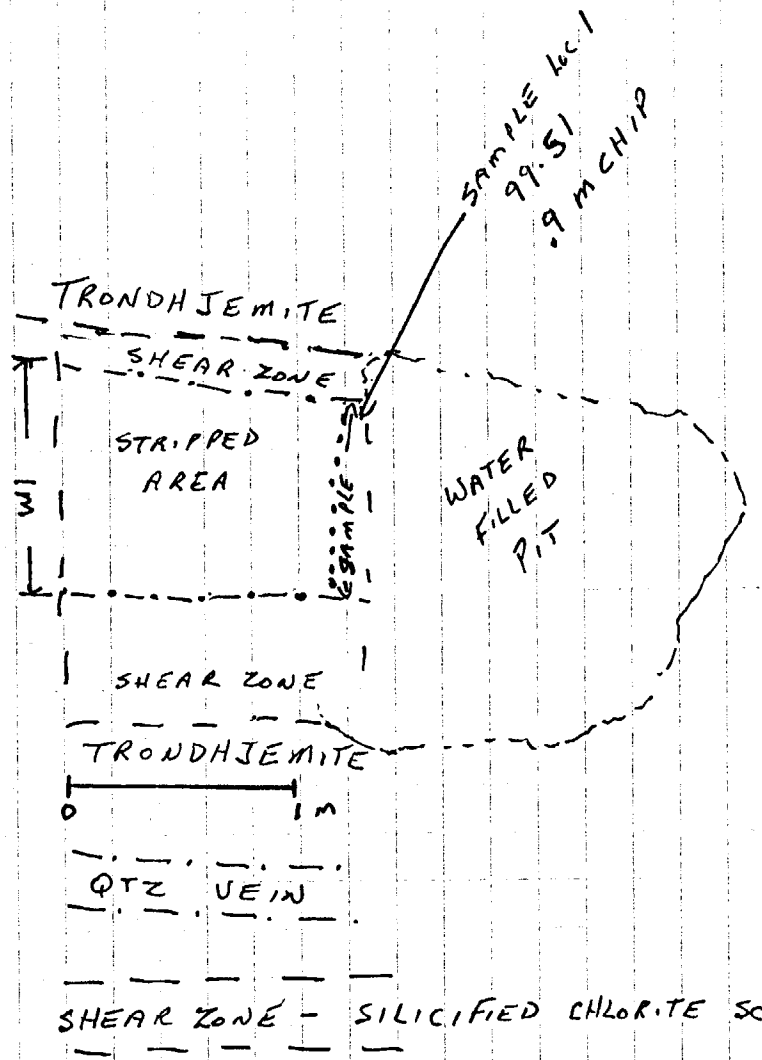 SAMPLE Loc. 1
99.51
.9 m CHIP
TRONDHJEMITE
SHEAR ZONE
STRIPPED
AREA
SAMPLE
WATER
FILLED
PIT
SHEAR ZONE
TRONDHJEMITE
0 1 m
QTZ VEIN
SHEAR ZONE - SILICIFIED CHLORITE SC